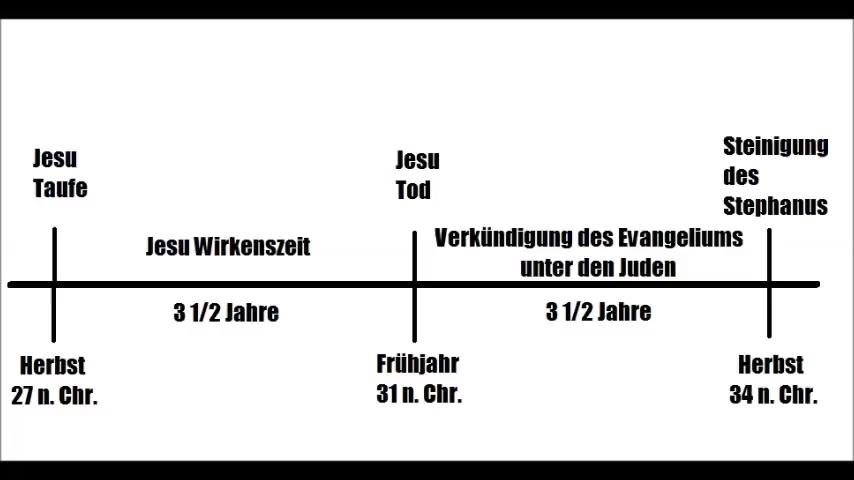 Jesu
Taufe
Jesu
Tod
Steinigung
des
Stephanus
Jesu Wirkenszeit
Verkündigung des Evangeliums
unter den Juden
3 1/2 Jahre
3 1/2 Jahre
Herbst
27 n. Chr.
Frühjahr
31 n. Chr.
Herbst
34 n. Chr.